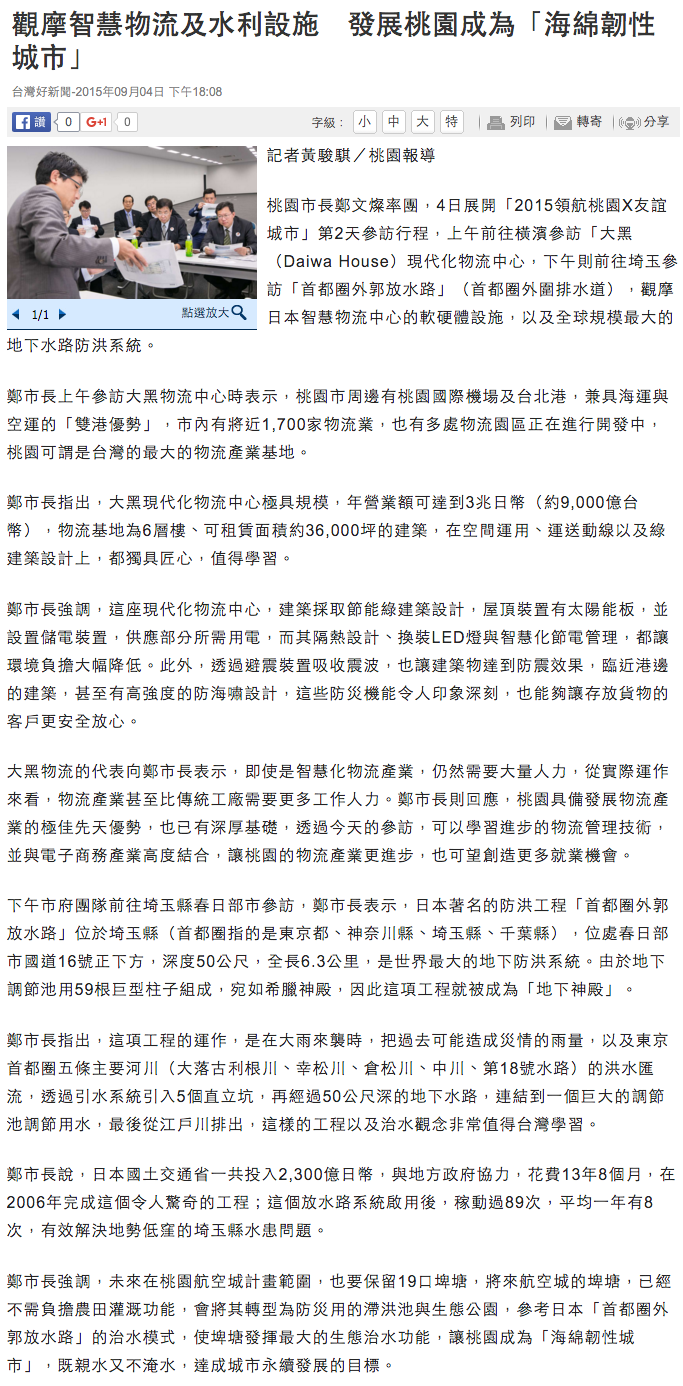 觀摩智慧物流及水利設施　發展桃園成為「海綿韌性
城市」
台灣好新聞-2015年09月04日 下午18:08
讚 0 G+1 0 字級： 小 中 大 特 列印 轉寄 分享
記者黃駿騏／桃園報導
桃園市長鄭文燦率團，4日展開「2015領航桃園X友誼
城市」第2天參訪行程，上午前往橫濱參訪「大黑
（Daiwa House）現代化物流中心，下午則前往埼玉參
訪「首都圈外郭放水路」（首都圈外圍排水道），觀摩
日本智慧物流中心的軟硬體設施，以及全球規模最大的
1/1 點選放大
地下水路防洪系統。
鄭市長上午參訪大黑物流中心時表示，桃園市周邊有桃園國際機場及台北港，兼具海運與
空運的「雙港優勢」，市內有將近1,700家物流業，也有多處物流園區正在進行開發中，
桃園可謂是台灣的最大的物流產業基地。
鄭市長指出，大黑現代化物流中心極具規模，年營業額可達到3兆日幣（約9,000億台
幣），物流基地為6層樓、可租賃面積約36,000坪的建築，在空間運用、運送動線以及綠
建築設計上，都獨具匠心，值得學習。
鄭市長強調，這座現代化物流中心，建築採取節能綠建築設計，屋頂裝置有太陽能板，並
設置儲電裝置，供應部分所需用電，而其隔熱設計、換裝LED燈與智慧化節電管理，都讓
環境負擔大幅降低。此外，透過避震裝置吸收震波，也讓建築物達到防震效果，臨近港邊
的建築，甚至有高強度的防海嘯設計，這些防災機能令人印象深刻，也能夠讓存放貨物的
客戶更安全放心。
大黑物流的代表向鄭市長表示，即使是智慧化物流產業，仍然需要大量人力，從實際運作
來看，物流產業甚至比傳統工廠需要更多工作人力。鄭市長則回應，桃園具備發展物流產
業的極佳先天優勢，也已有深厚基礎，透過今天的參訪，可以學習進步的物流管理技術，
並與電子商務產業高度結合，讓桃園的物流產業更進步，也可望創造更多就業機會。
下午市府團隊前往埼玉縣春日部市參訪，鄭市長表示，日本著名的防洪工程「首都圈外郭
放水路」位於埼玉縣（首都圈指的是東京都、神奈川縣、埼玉縣、千葉縣），位處春日部
市國道16號正下方，深度50公尺，全長6.3公里，是世界最大的地下防洪系統。由於地下
調節池用59根巨型柱子組成，宛如希臘神殿，因此這項工程就被成為「地下神殿」。
鄭市長指出，這項工程的運作，是在大雨來襲時，把過去可能造成災情的雨量，以及東京
首都圈五條主要河川（大落古利根川、幸松川、倉松川、中川、第18號水路）的洪水匯
流，透過引水系統引入5個直立坑，再經過50公尺深的地下水路，連結到一個巨大的調節
池調節用水，最後從江戶川排出，這樣的工程以及治水觀念非常值得台灣學習。
鄭市長說，日本國土交通省一共投入2,300億日幣，與地方政府協力，花費13年8個月，在
2006年完成這個令人驚奇的工程；這個放水路系統啟用後，稼動過89次，平均一年有8
次，有效解決地勢低窪的埼玉縣水患問題。
鄭市長強調，未來在桃園航空城計畫範圍，也要保留19口埤塘，將來航空城的埤塘，已經
不需負擔農田灌溉功能，會將其轉型為防災用的滯洪池與生態公園，參考日本「首都圈外
郭放水路」的治水模式，使埤塘發揮最大的生態治水功能，讓桃園成為「海綿韌性城
市」，既親水又不淹水，達成城市永續發展的目標。